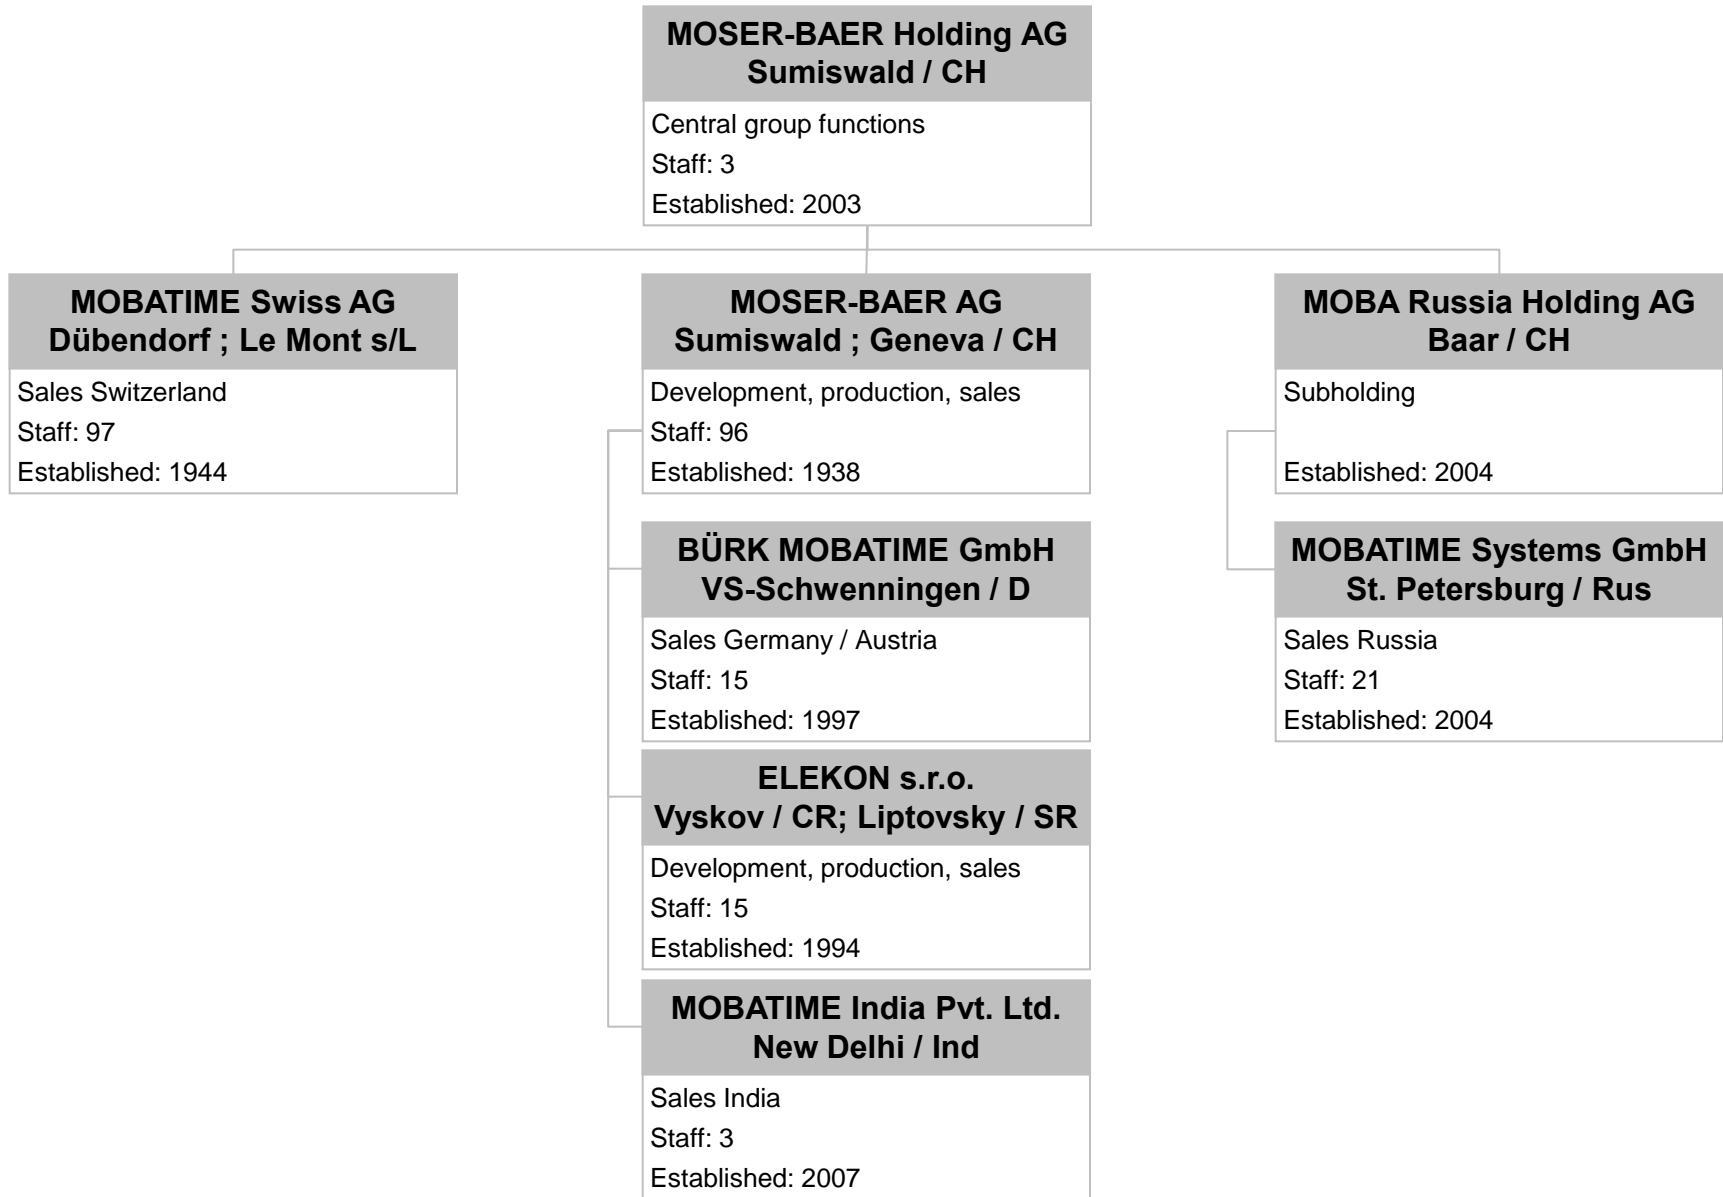 MOSER-BAER Holding AG
Sumiswald / CH
Central group functions
Staff: 3
Established: 2003
MOBATIME Swiss AG
Dübendorf ; Le Mont s/L
Sales Switzerland
Staff: 97
Established: 1944
MOSER-BAER AG
Sumiswald ; Geneva / CH
Development, production, sales
Staff: 96
Established: 1938
MOBA Russia Holding AG
Baar / CH
Subholding
Established: 2004
BÜRK MOBATIME GmbH
VS-Schwenningen / D
Sales Germany / Austria
Staff: 15
Established: 1997
MOBATIME Systems GmbH
St. Petersburg / Rus
Sales Russia
Staff: 21
Established: 2004
ELEKON s.r.o.
Vyskov / CR; Liptovsky / SR
Development, production, sales
Staff: 15
Established: 1994
MOBATIME India Pvt. Ltd.
New Delhi / Ind
Sales India
Staff: 3
Established: 2007